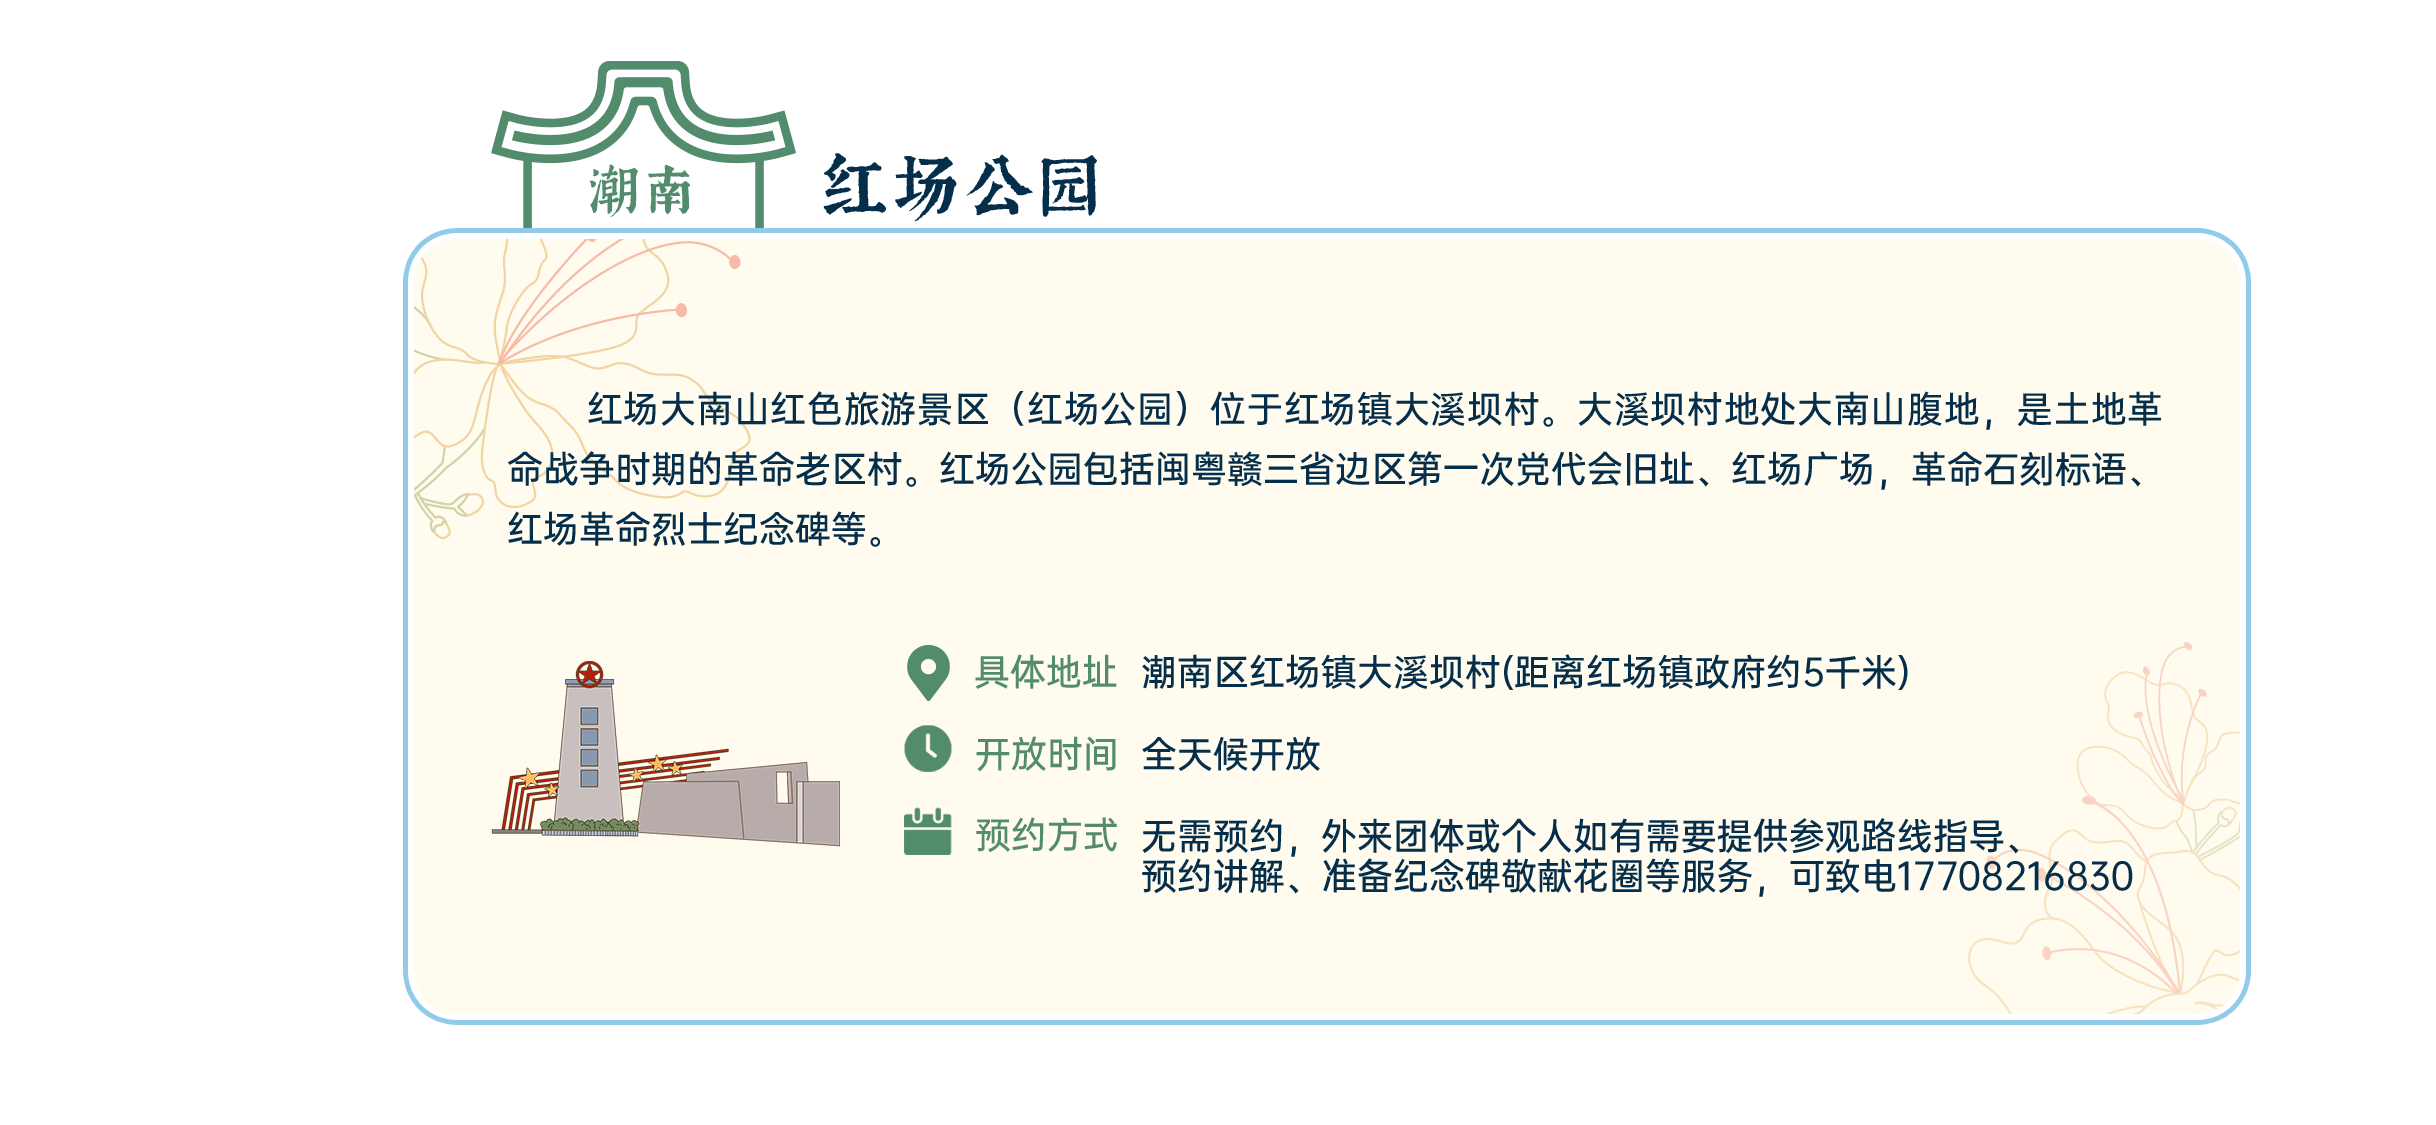 潮南
红场公园
红场大南山红色旅游景区（红场公园）位于红场镇大溪坝村。大溪坝村地处大南山腹地，是土地革
命战争时期的革命老区村。红场公园包括闽粤赣三省边区第一次党代会旧址、红场广场，革命石刻标语、
红场革命烈士纪念碑等。
具体地址 潮南区红场镇大溪坝村(距离红场镇政府约5千米)
开放时间 全天候开放
预约方式 无需预约，外来团体或个人如有需要提供参观路线指导、
预约讲解、准备纪念碑敬献花圈等服务，可致电17708216830